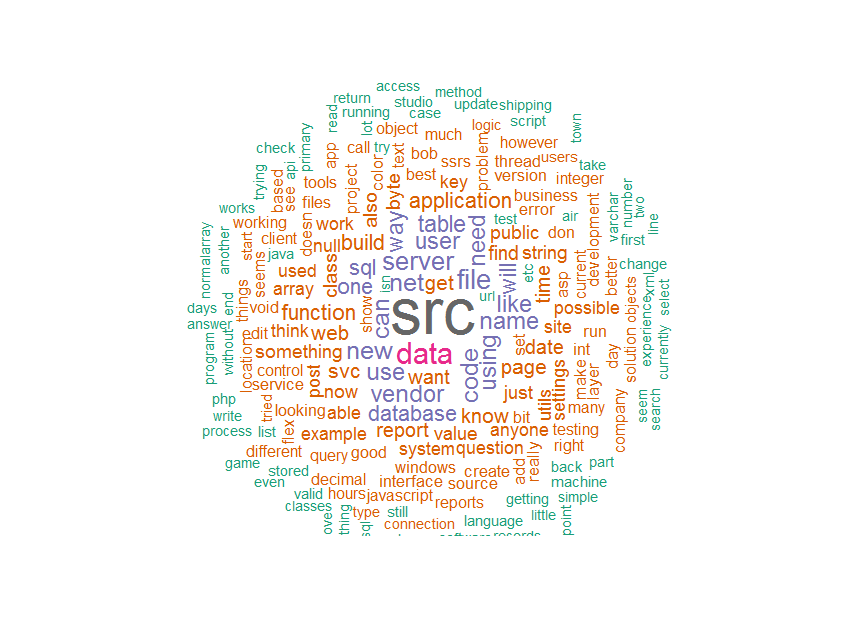 access
method
return
studio
update
shipping
running
case
script
read
lot
object
much
logic
however
town
check
primary
app
call
try
text
bob
ssrs
problem
thread
users
take
trying
see
api
based
tools
project
color
best
key
version
integer
files
also
byte
application
business
varchar
number
two
works
working
doesn
work
way
table
need
test
error
air
line
normal
array
another
start
client
null
build
user
public
don
development
first
java
seems
class
sql
server
find
string
better
change
things
used
one
isn
net
get
file
will
etc
time
asp
current
xml
select
days
end
void
array
function
show
can
src
url
like
possible
objects
answer
edit
think
web
name
site
run
solution
experience
currently
program
without
location
something
new
data
code
using
set
date
int
day
control
svc
use
want
page
settings
make
layer
php
service
post
now
vendor
just
utils
many
company
seem
search
write
tried
looking
able
database
know
bit
process
list
flex
example
report
value
anyone
testing
different
query
good
system
question
really
right
game
stored
windows
create
add
back
part
even
decimal
interface
source
machine
valid
hours
javascript
reports
getting
simple
classes
type
still
thing
sql
connection
language
little
point